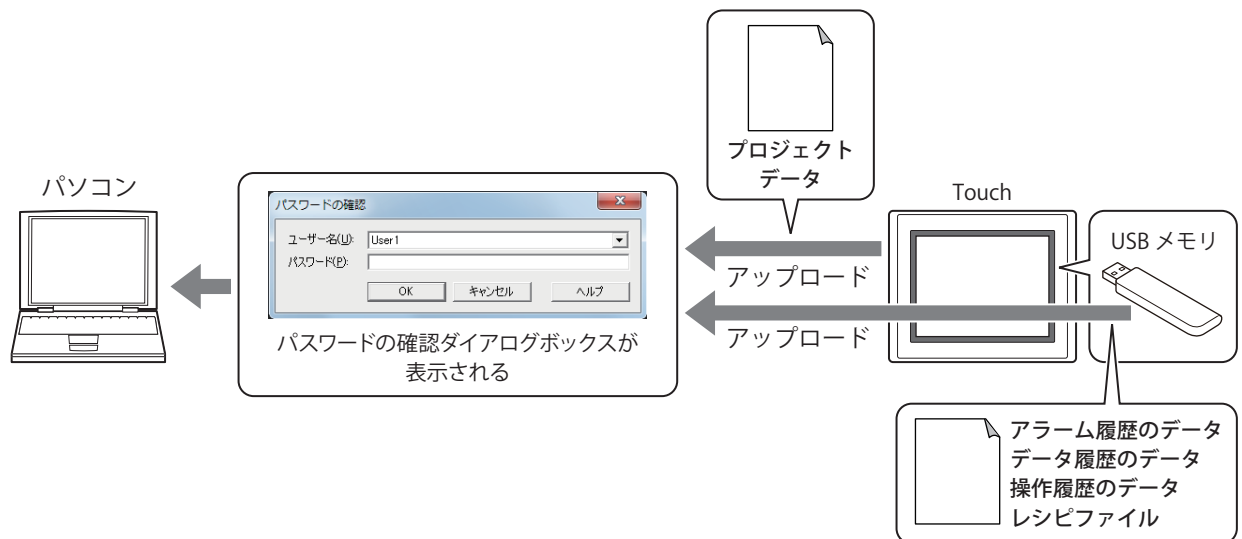 プロジェクト
データ
パソコン
パスワードの確認
ユーザー名(U): User1
パスワード(P):
OK キャンセル ヘルプ
パスワードの確認ダイアログボックスが
表示される
アップロード
アップロード
Touch
USB メモリ
アラーム履歴のデータ
データ履歴のデータ
操作履歴のデータ
レシピファイル